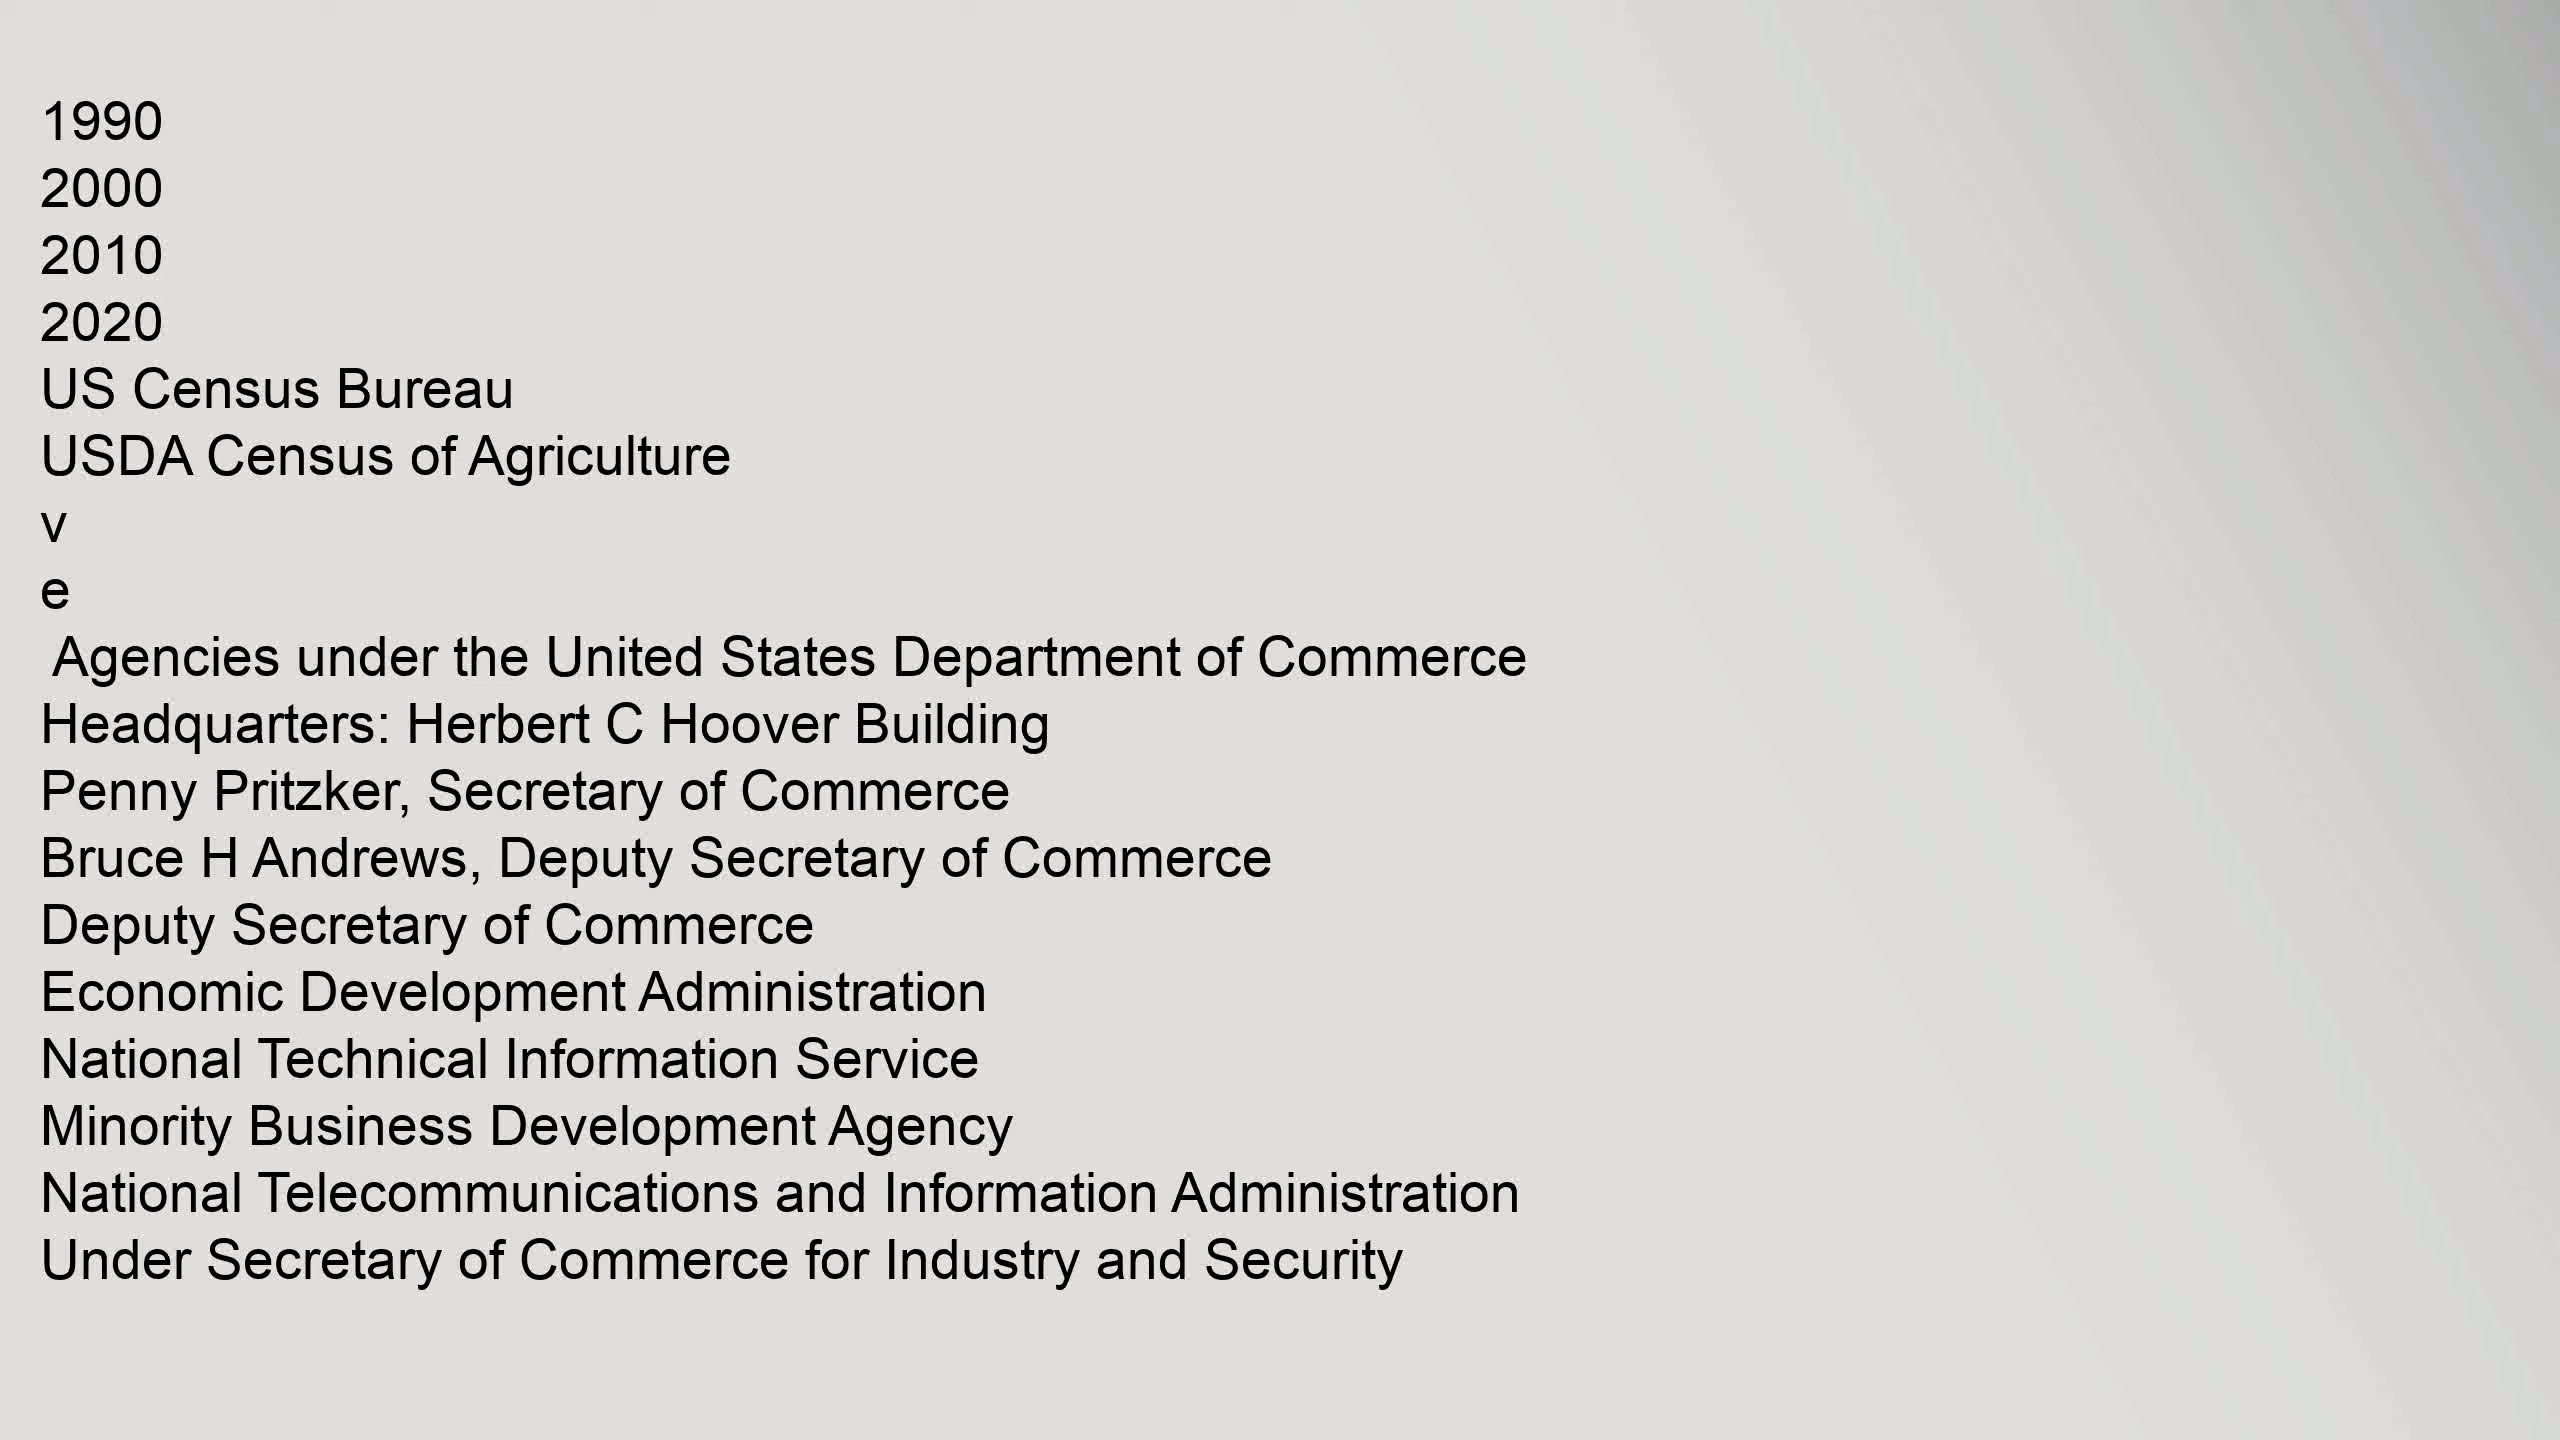 1990
2000
2010
2020
US Census Bureau
USDA Census of Agriculture
v
e
Agencies under the United States Department of Commerce
Headquarters: Herbert C Hoover Building
Penny Pritzker, Secretary of Commerce
Bruce H Andrews, Deputy Secretary of Commerce
Deputy Secretary of Commerce
Economic Development Administration
National Technical Information Service
Minority Business Development Agency
National Telecommunications and Information Administration
Under Secretary of Commerce for Industry and Security